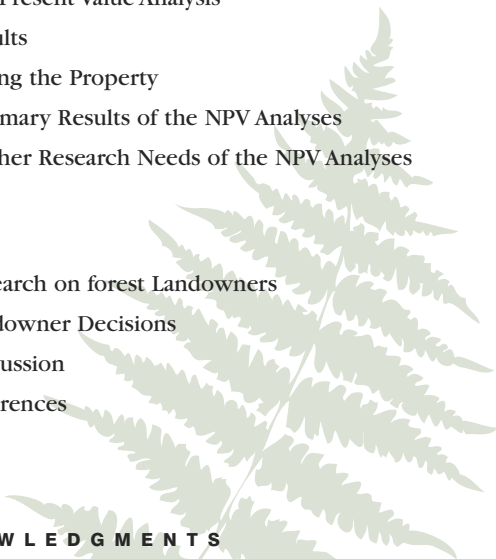 Present Value Analysis
ults
ng the Property
mary Results of the NPV Analyses
her Research Needs of the NPV Analyses
earch on forest Landowners
downer Decisions
ussion
rences
WLEDGMENTS